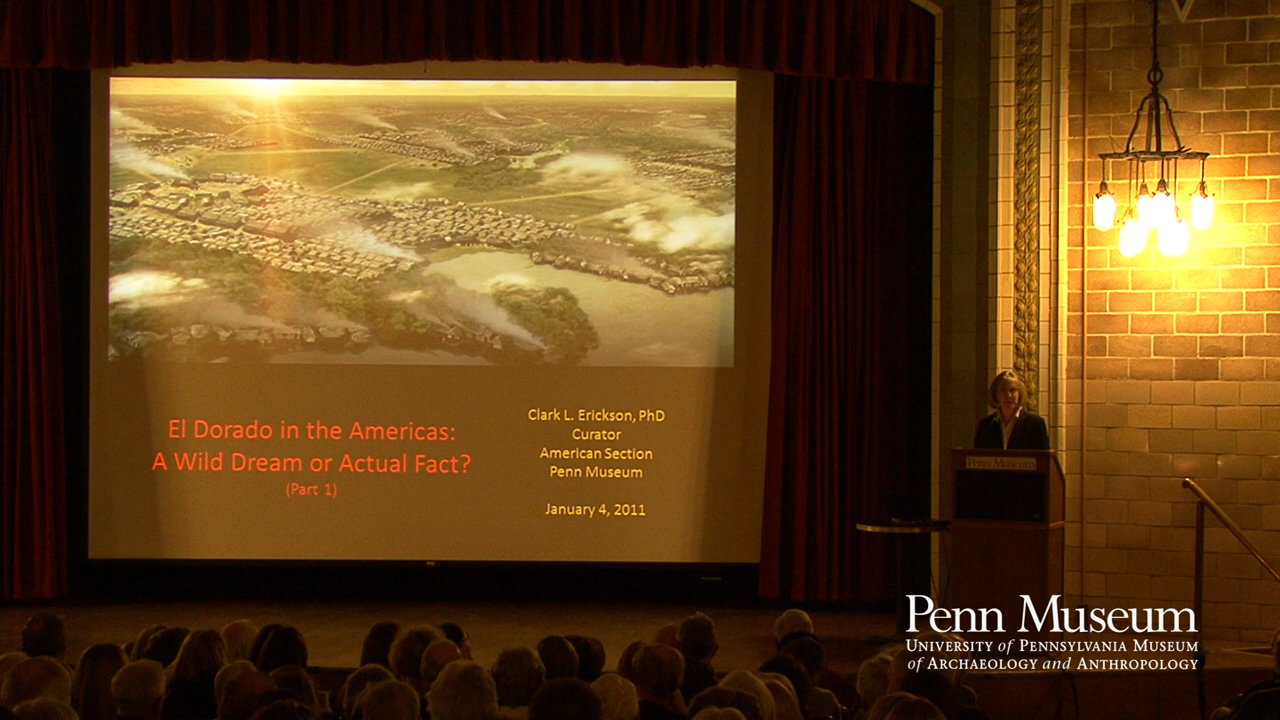 El Dorado in the Americas:
A Wild Dream or Actual Fact?
(Part 1)
Clark L. Erickson, PhD
Curator
American Section
Penn Museum
January 4, 2011
Penn Museum
Penn Museum
University of Pennsylvania Museum
of Archaeology and Anthropology